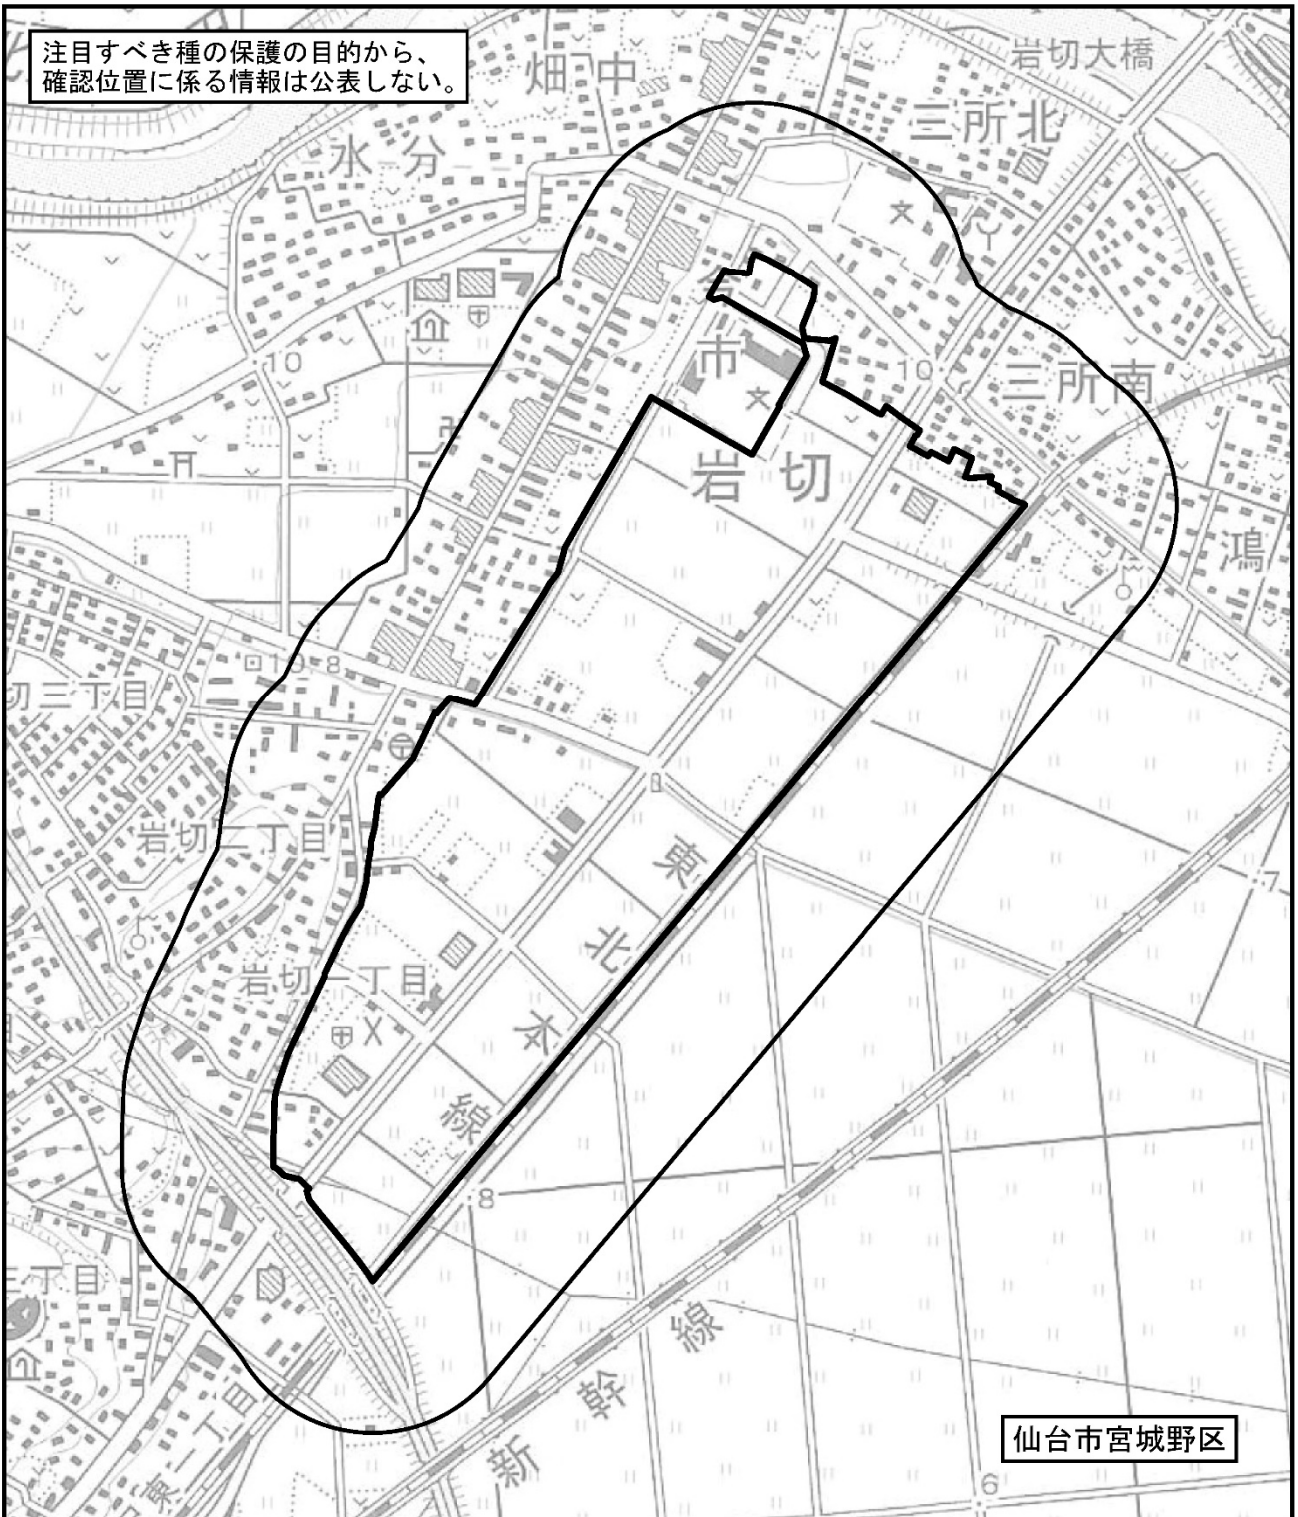 注目すべき種の保護の目的から、
確認位置に係る情報は公表しない。
畑中
岩切大橋
三所北
水分
今市
10
10
三所南
岩切
鴻
10.8
切三丁目
岩切二丁目
東北本線
7
岩切一丁目
8
三丁目
新幹線
仙台市宮城野区
東二丁目
6